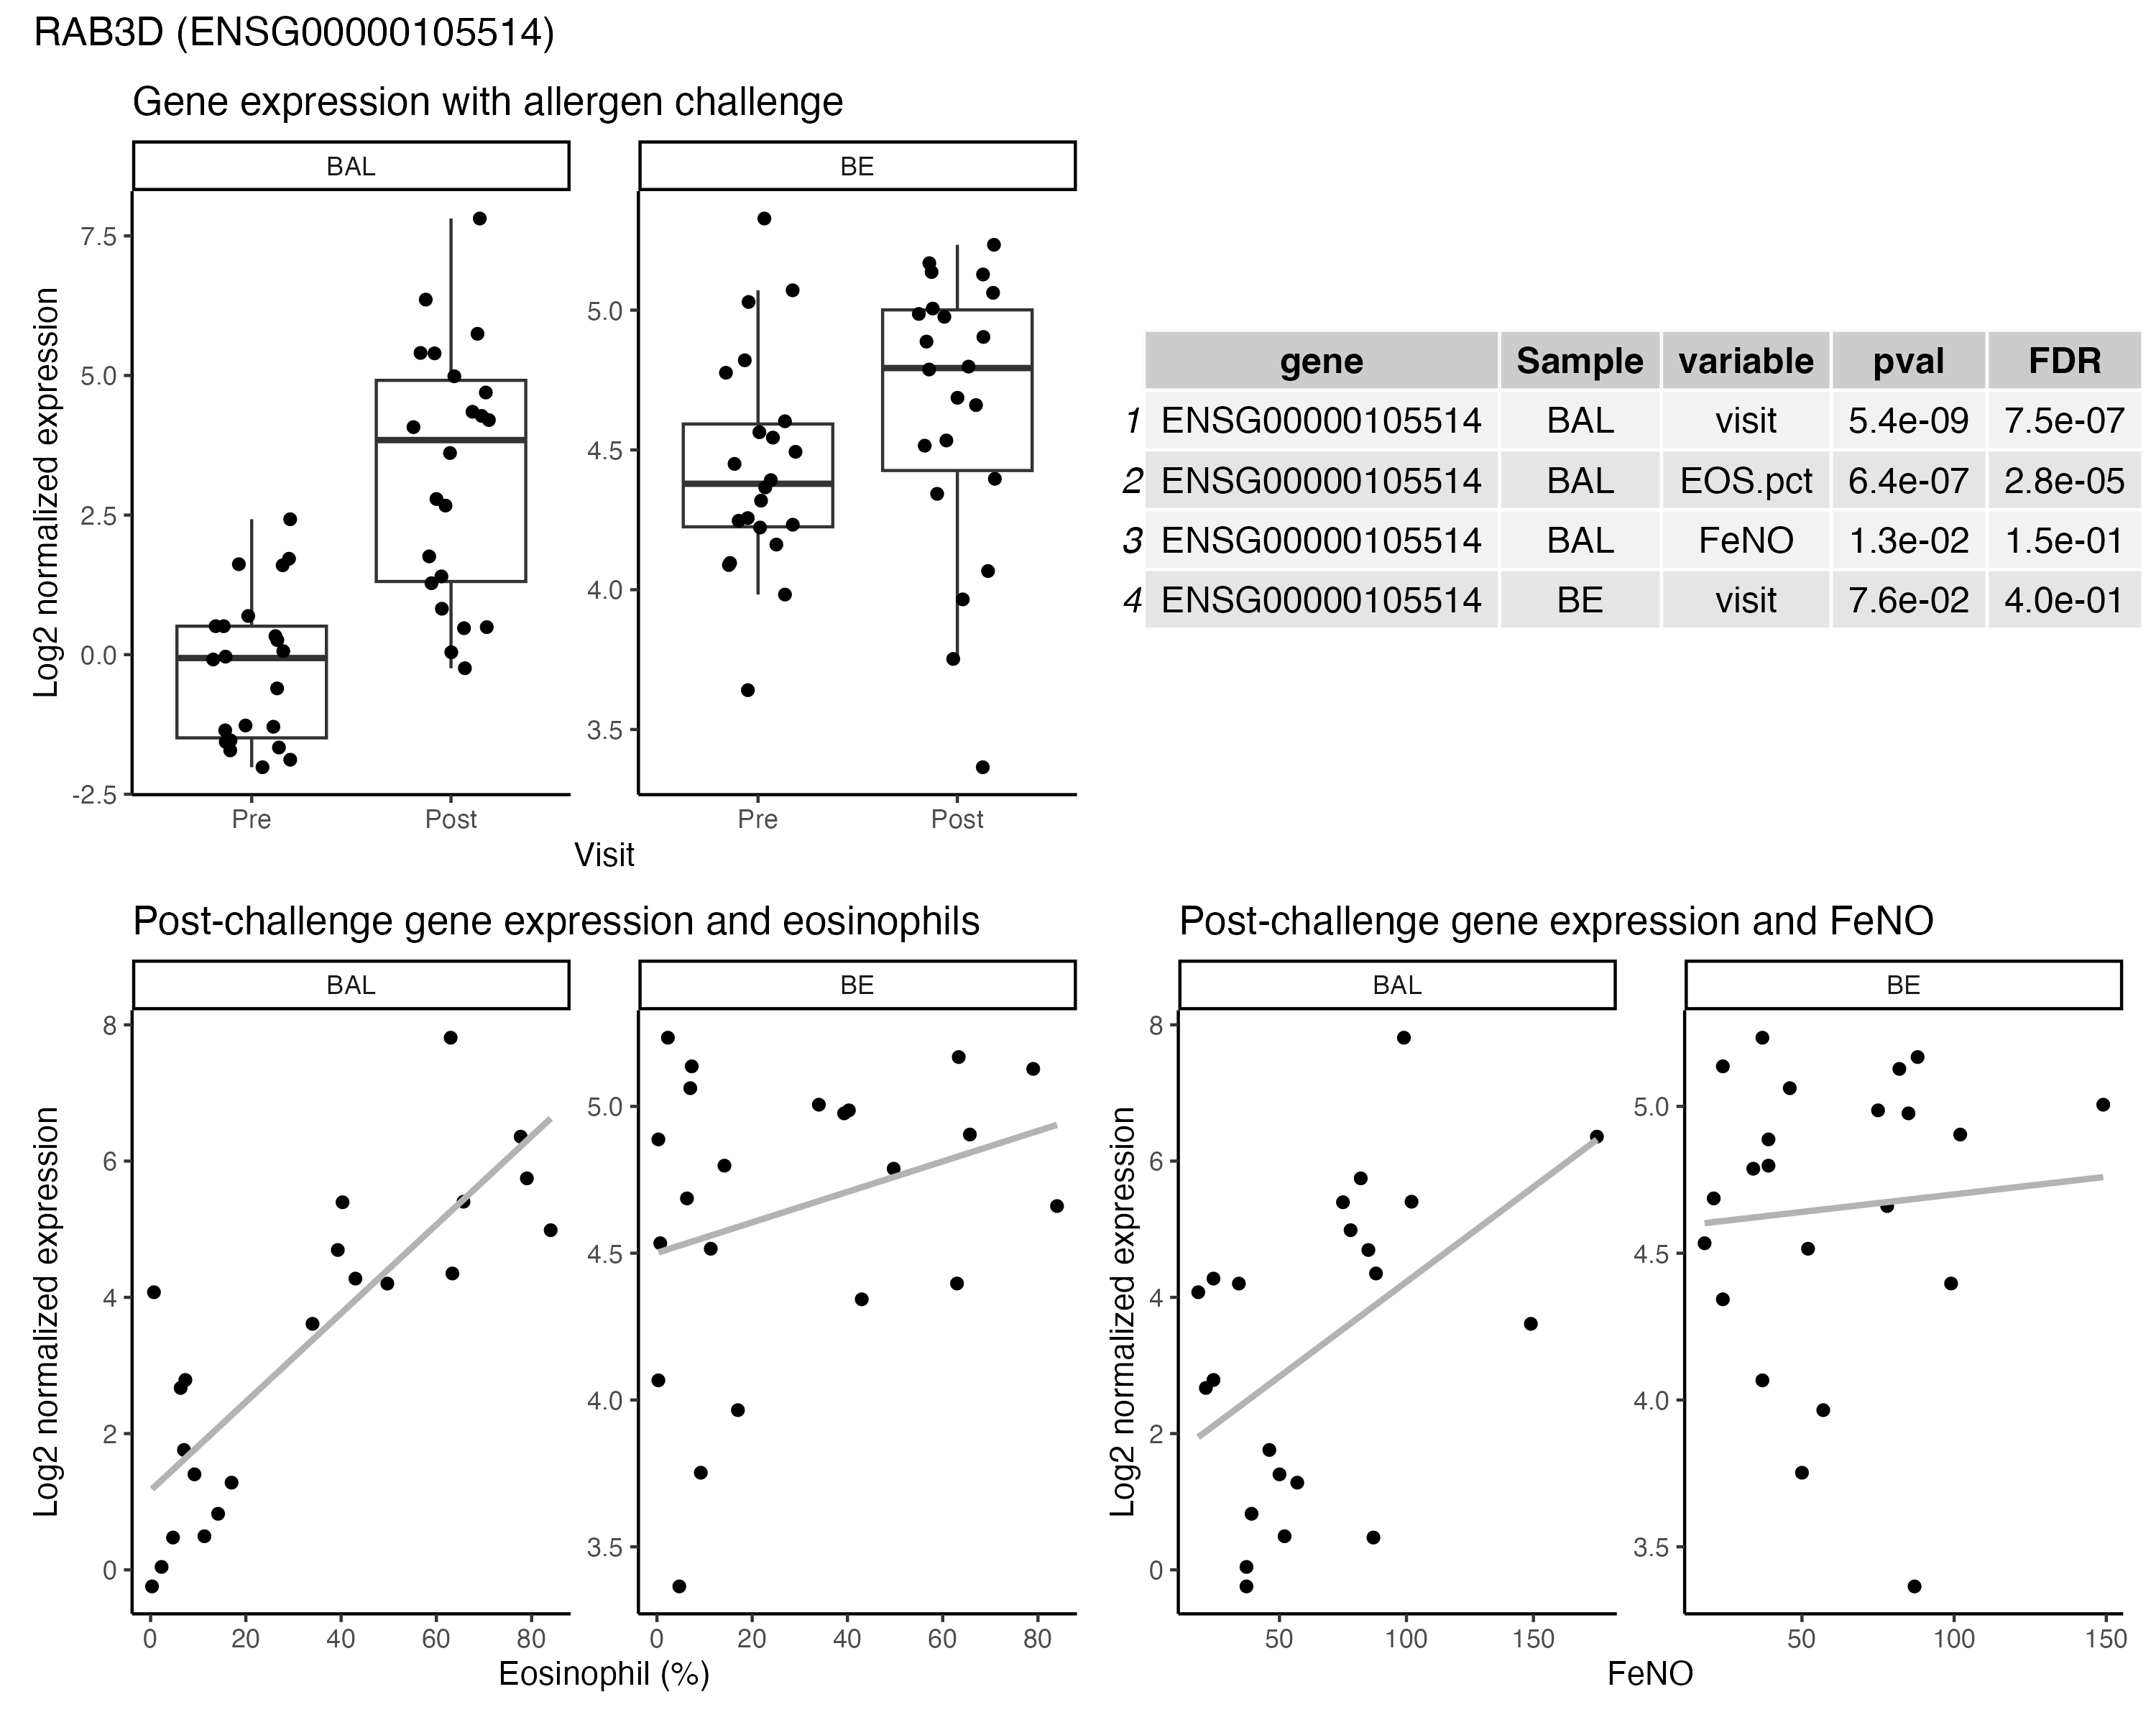 RAB3D (ENSG00000105514)
Gene expression with allergen challenge
BAL
BE
Log2 normalized expression
7.5
5.0
2.5
0.0
-2.5
5.0
4.5
4.0
3.5
Pre
Post
Pre
Post
Visit
gene Sample variable pval FDR
1 ENSG00000105514 BAL visit 5.4e-09 7.5e-07
2 ENSG00000105514 BAL EOS.pct 6.4e-07 2.8e-05
3 ENSG00000105514 BAL FeNO 1.3e-02 1.5e-01
4 ENSG00000105514 BE visit 7.6e-02 4.0e-01
Post-challenge gene expression and eosinophils
BAL
BE
Log2 normalized expression
8
6
4
2
0
5.0
4.5
4.0
3.5
0 20 40 60 80
0 20 40 60 80
Eosinophil (%)
Post-challenge gene expression and FeNO
BAL
BE
Log2 normalized expression
8
6
4
2
0
5.0
4.5
4.0
3.5
50 100 150
50 100 150
FeNO